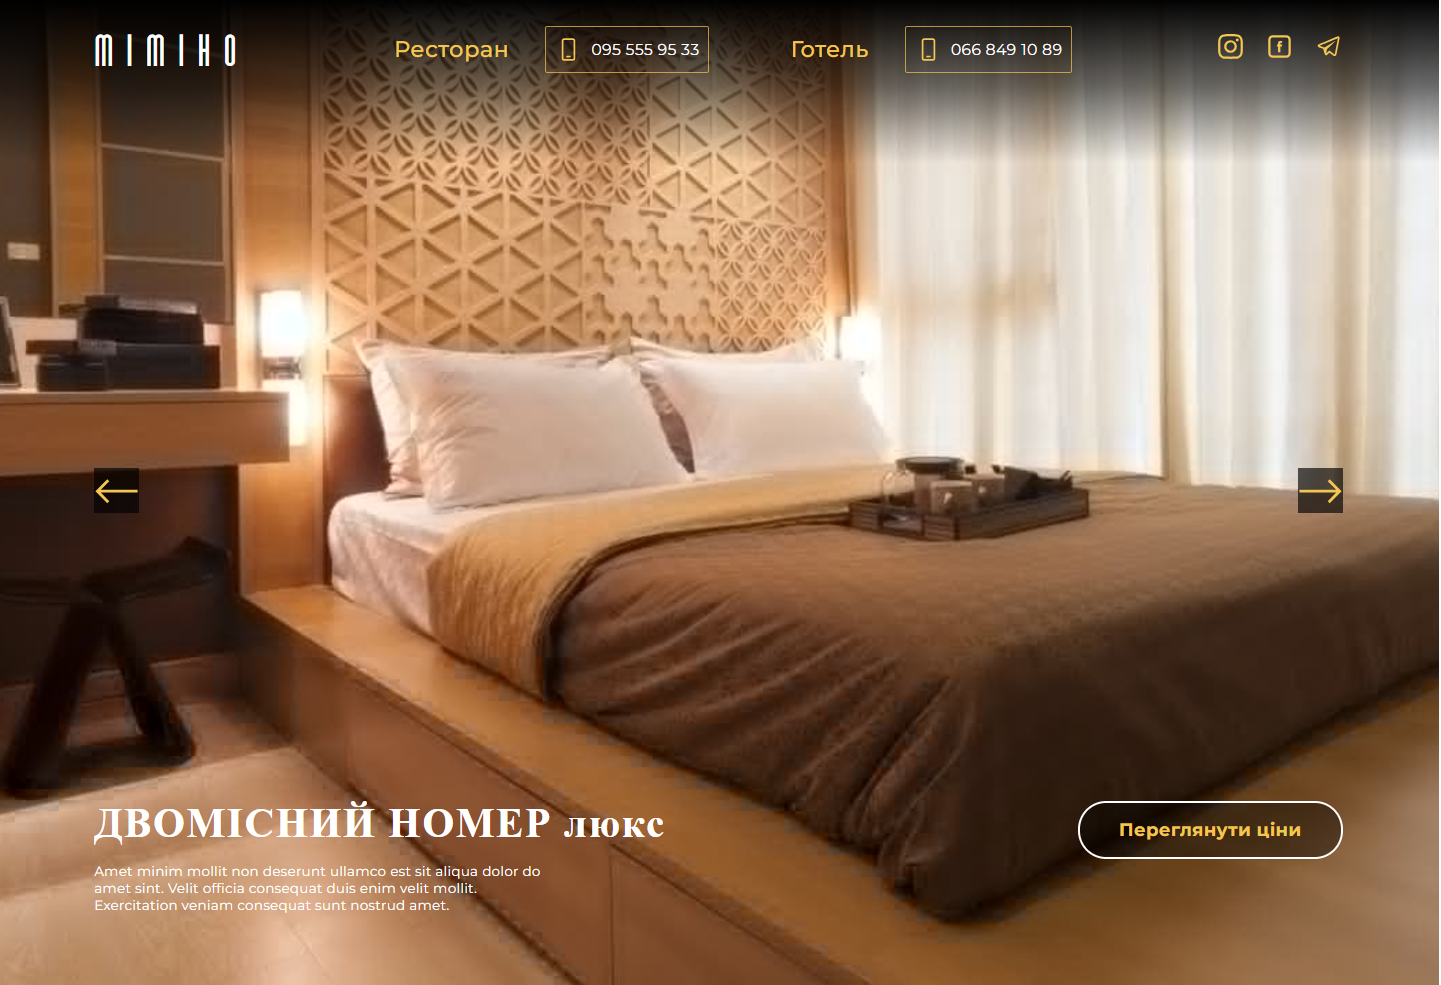 MIMIHO
Ресторан
095 555 95 33
Готель
066 849 10 89
ДВОМІСНИЙ НОМЕР люкс
Amet minim mollit non deserunt ullamco est sit aliqua dolor do
amet sint. Velit officia consequat duis enim velit mollit.
Exercitation veniam consequat sunt nostrud amet.
Переглянути ціни